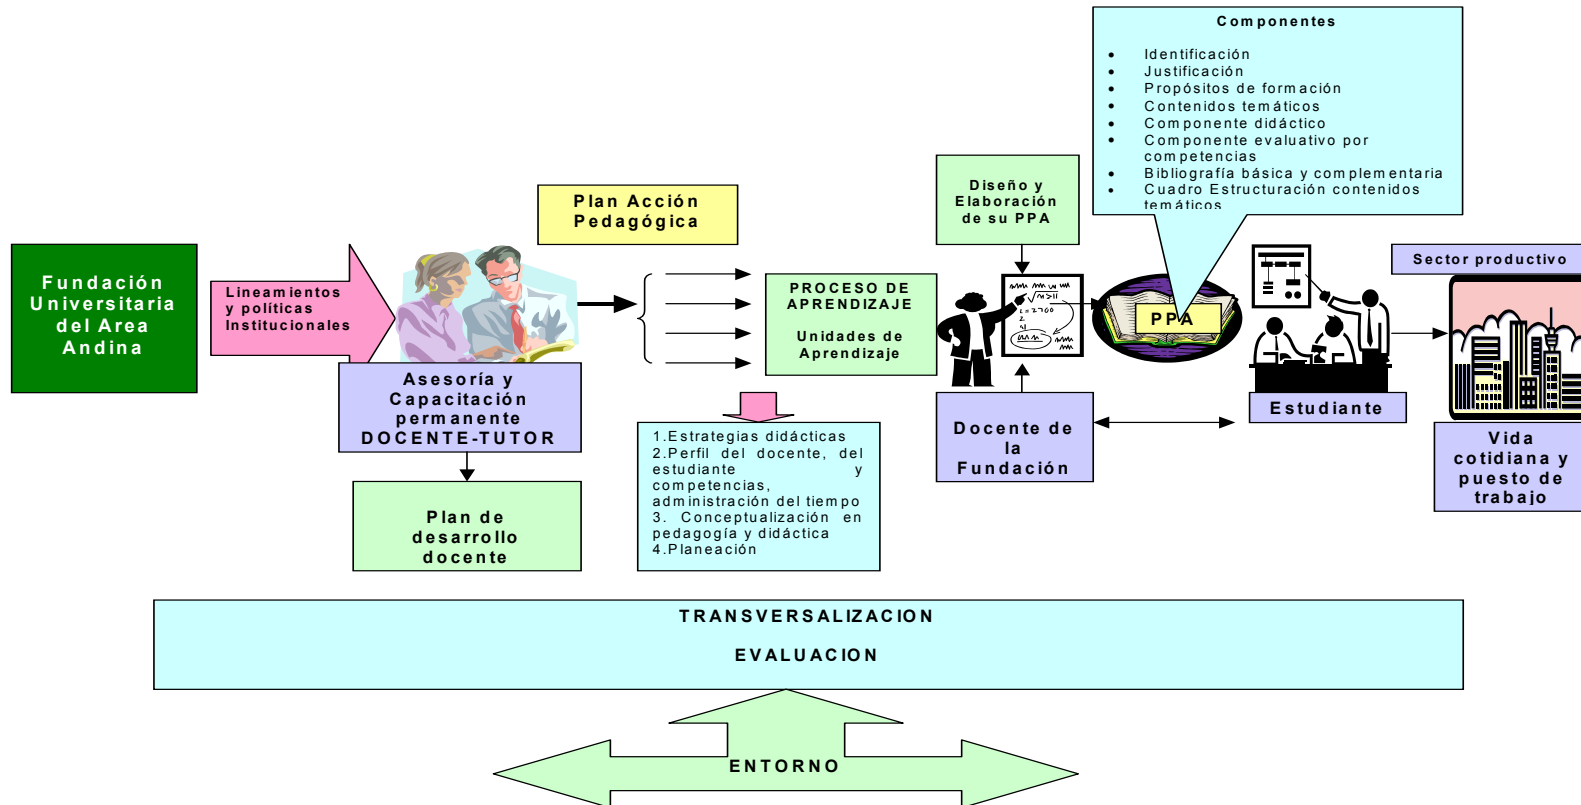 Componentes
• Identificación
• Justificación
• Propósitos de formación
• Contenidos temáticos
• Componente didáctico
• Componente evaluativo por
competencias
• Bibliografía básica y complementaria
• Cuadro Estructuración contenidos
temáticos
Plan Acción
Pedagógica
Diseño y
Elaboración
de su PPA
Fundación
Universitaria
del Area
Andina
Lineamientos
y políticas
Institucionales
PROCESO DE
APRENDIZAJE
Unidades de
Aprendizaje
PPA
Sector productivo
Asesoría y
Capacitación
permanente
DOCENTE-TUTOR
Docente de
la
Fundación
Estudiante
Vida
cotidiana y
puesto de
trabajo
1.Estrategias didácticas
2.Perfil del docente, del
estudiante y
competencias,
administración del tiempo
3. Conceptualización en
pedagogía y didáctica
4.Planeación
Plan de
desarrollo
docente
TRANSVERSALIZACION
EVALUACION
ENTORNO